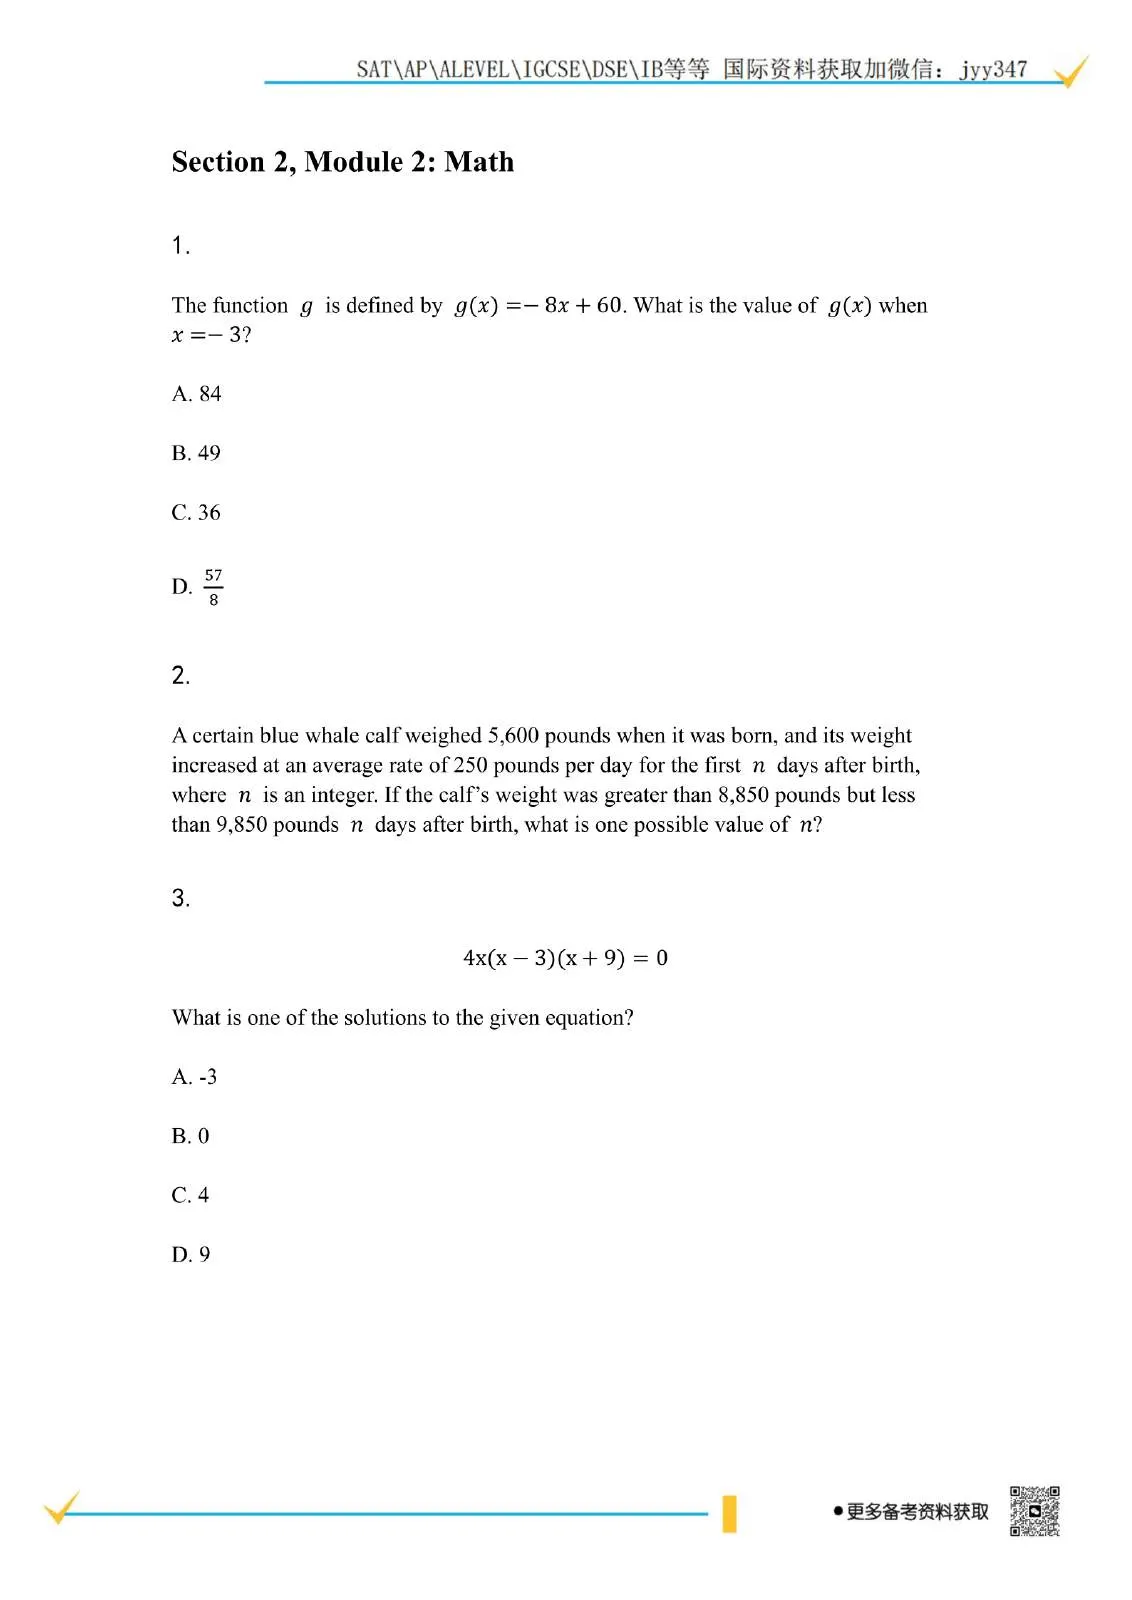 SAT\AP\ALEVEL\IGCSE\DSE\IB等等 国际资料获取加微信：jyy347
Section 2, Module 2: Math
1.
The function g is defined by g(x) =− 8x + 60. What is the value of g(x) when
x =− 3?
A. 84
B. 49
C. 36
D. 57/8
2.
A certain blue whale calf weighed 5,600 pounds when it was born, and its weight
increased at an average rate of 250 pounds per day for the first n days after birth,
where n is an integer. If the calf’s weight was greater than 8,850 pounds but less
than 9,850 pounds n days after birth, what is one possible value of n?
3.
4x(x − 3)(x + 9) = 0
What is one of the solutions to the given equation?
A. -3
B. 0
C. 4
D. 9
●更多备考资料获取